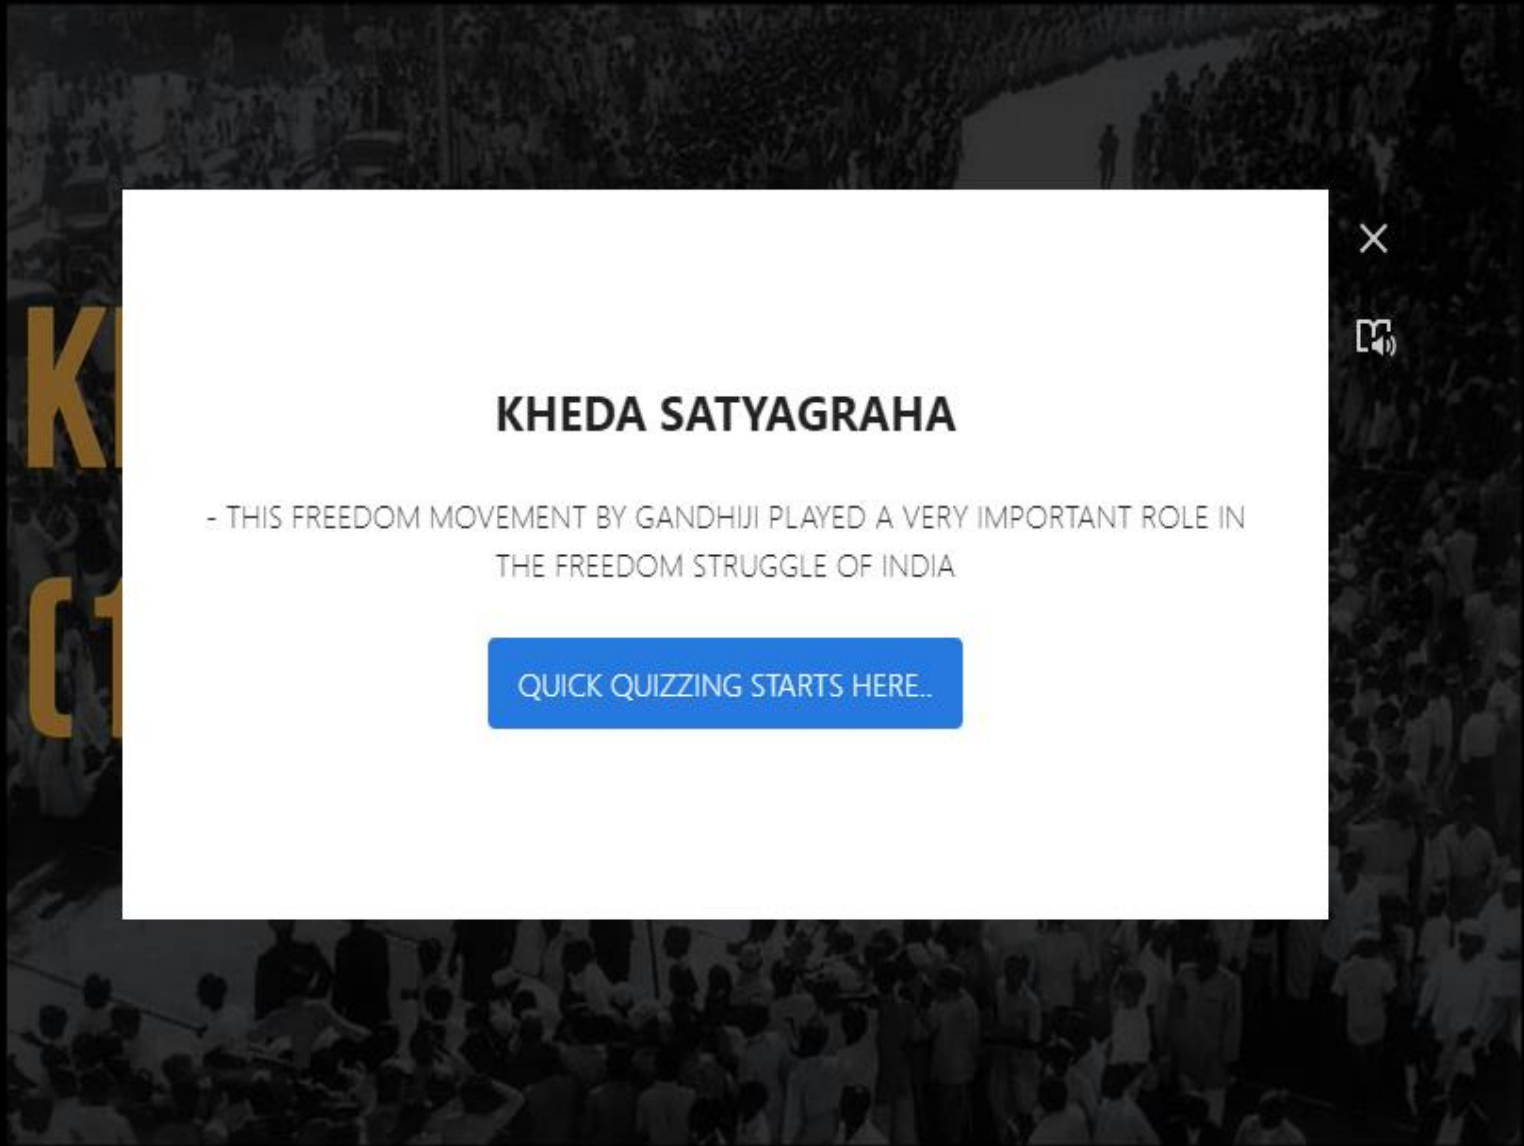 KHEDA SATYAGRAHA
- THIS FREEDOM MOVEMENT BY GANDHIJI PLAYED A VERY IMPORTANT ROLE IN
THE FREEDOM STRUGGLE OF INDIA
QUICK QUIZZING STARTS HERE..